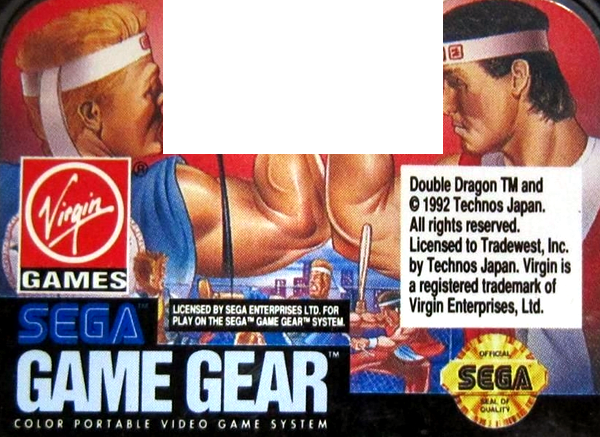 Double Dragon TM and
© 1992 Technos Japan.
All rights reserved.
Licensed to Tradewest, Inc.
by Technos Japan. Virgin is
a registered trademark of
Virgin Enterprises, Ltd.
®
Virgin
GAMES
LICENSED BY SEGA ENTERPRISES LTD. FOR
PLAY ON THE SEGA™ GAME GEAR™ SYSTEM.
SEGA
GAME GEAR™
COLOR PORTABLE VIDEO GAME SYSTEM
OFFICIAL
SEGA
SEAL OF
QUALITY